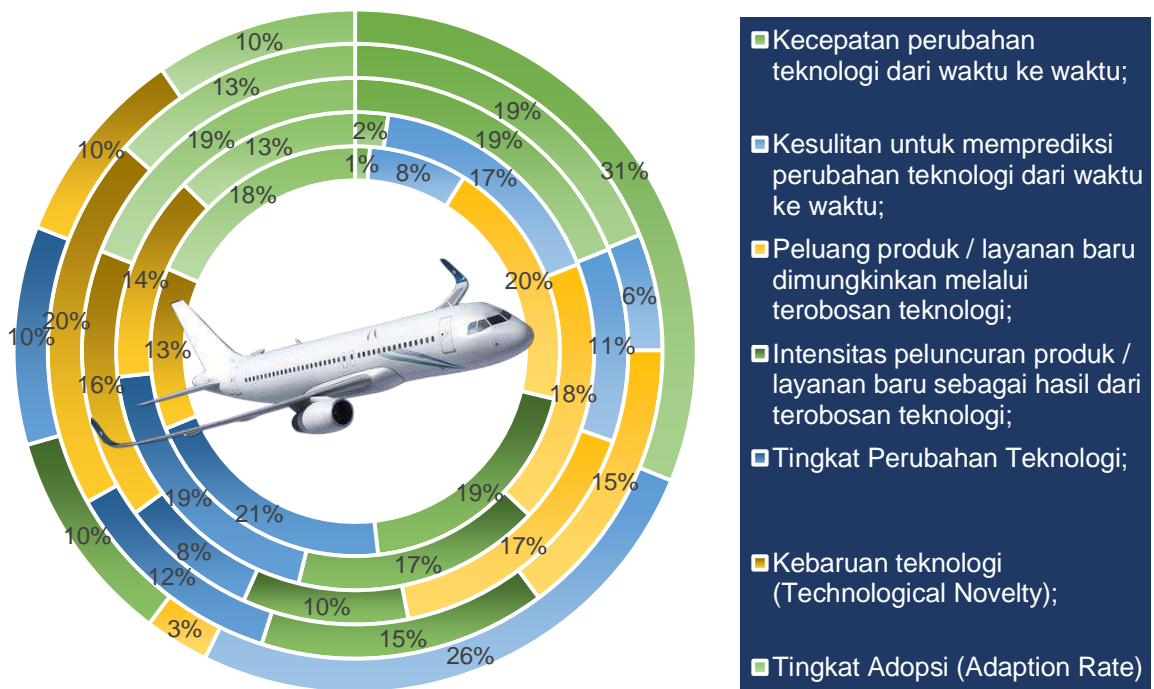 10%
13%
19%
13%
18%
2%
1%
8%
17%
19%
19%
31%
10%
14%
20%
6%
10%
20%
13%
11%
16%
18%
15%
19%
19%
21%
8%
17%
17%
10%
12%
10%
15%
3%
26%
Kecepatan perubahan
teknologi dari waktu ke waktu;
Kesulitan untuk memprediksi
perubahan teknologi dari waktu
ke waktu;
Peluang produk / layanan baru
dimungkinkan melalui
terobosan teknologi;
Intensitas peluncuran produk /
layanan baru sebagai hasil dari
terobosan teknologi;
Tingkat Perubahan Teknologi;
Kebaruan teknologi
(Technological Novelty);
Tingkat Adopsi (Adaption Rate)